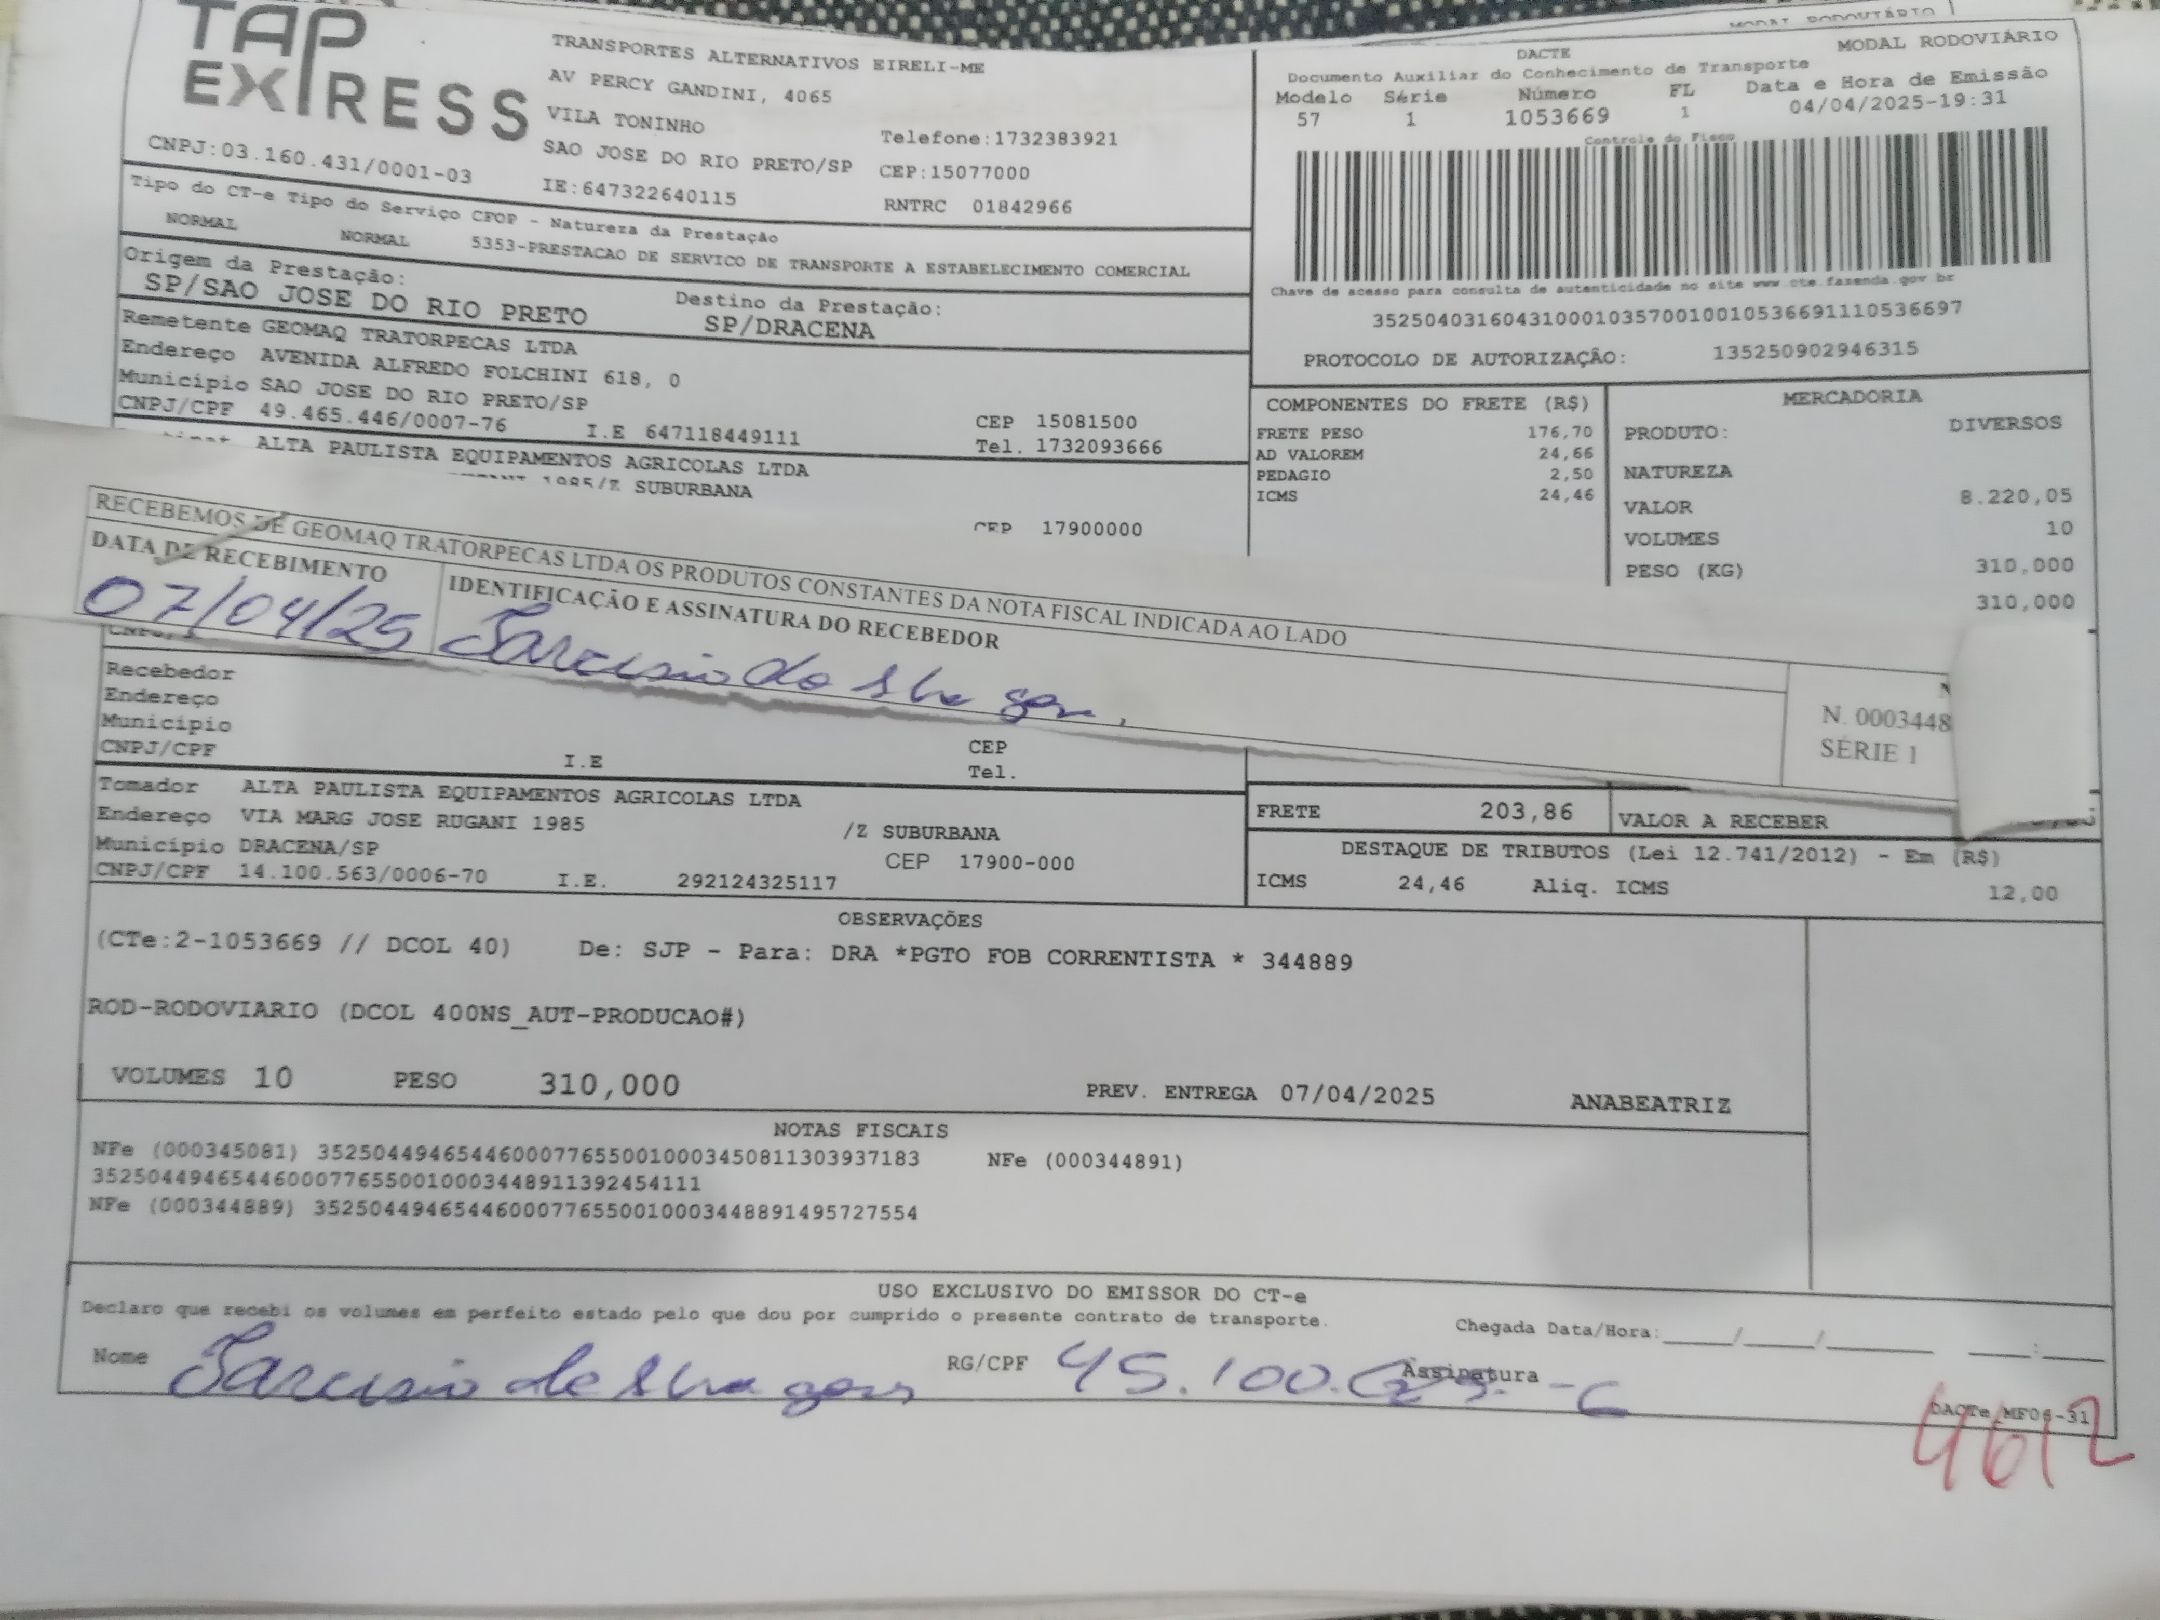 MODAL RODOVIÁRIO
TAP EXPRESS
TRANSPORTES ALTERNATIVOS EIRELI-ME
AV PERCY GANDINI, 4065
VILA TONINHO
SAO JOSE DO RIO PRETO/SP
IE:647322640115
Telefone:1732383921
CEP:15077000
RNTRC 01842966
CNPJ:03.160.431/0001-03
DACTE
MODAL RODOVIÁRIO
Documento Auxiliar do Conhecimento de Transporte
Modelo Série Número FL Data e Hora de Emissão
57 1 1053669 1 04/04/2025-19:31
Controle do Fisco
Chave de acesso para consulta de autenticidade no site www.cte.fazenda.gov.br
35250403160431000103570010010536691110536697
PROTOCOLO DE AUTORIZAÇÃO: 135250902946315
Tipo do CT-e Tipo do Serviço CFOP - Natureza da Prestação
NORMAL NORMAL 5353-PRESTACAO DE SERVICO DE TRANSPORTE A ESTABELECIMENTO COMERCIAL
Origem da Prestação: Destino da Prestação:
SP/SAO JOSE DO RIO PRETO SP/DRACENA
Remetente GEOMAQ TRATORPECAS LTDA
Endereço AVENIDA ALFREDO FOLCHINI 618, 0
Município SAO JOSE DO RIO PRETO/SP CEP 15081500
CNPJ/CPF 49.465.446/0007-76 I.E 647118449111 Tel. 1732093666
ALTA PAULISTA EQUIPAMENTOS AGRICOLAS LTDA
1985/Z SUBURBANA
CEP 17900000
COMPONENTES DO FRETE (R$)
FRETE PESO 176,70
AD VALOREM 24,66
PEDAGIO 2,50
ICMS 24,46
MERCADORIA
PRODUTO: DIVERSOS
NATUREZA
VALOR 8.220,05
VOLUMES 10
PESO (KG) 310,000
310,000
RECEBEMOS DE GEOMAQ TRATORPECAS LTDA OS PRODUTOS CONSTANTES DA NOTA FISCAL INDICADA AO LADO
DATA DE RECEBIMENTO IDENTIFICAÇÃO E ASSINATURA DO RECEBEDOR
07/04/25
N. 0003448
SÉRIE 1
Recebedor
Endereço
Município CEP
CNPJ/CPF I.E Tel.
Tomador ALTA PAULISTA EQUIPAMENTOS AGRICOLAS LTDA
Endereço VIA MARG JOSE RUGANI 1985 /Z SUBURBANA
Município DRACENA/SP CEP 17900-000
CNPJ/CPF 14.100.563/0006-70 I.E. 292124325117
FRETE 203,86 VALOR A RECEBER
DESTAQUE DE TRIBUTOS (Lei 12.741/2012) - Em (R$)
ICMS 24,46 Aliq. ICMS 12,00
OBSERVAÇÕES
(CTe:2-1053669 // DCOL 40) De: SJP - Para: DRA *PGTO FOB CORRENTISTA * 344889
ROD-RODOVIARIO (DCOL 400NS_AUT-PRODUCAO#)
VOLUMES 10 PESO 310,000 PREV. ENTREGA 07/04/2025 ANABEATRIZ
NOTAS FISCAIS
NFe (000345081) 35250449465446000776550010003450811303937183 NFe (000344891)
35250449465446000776550010003448911392454111
NFe (000344889) 35250449465446000776550010003448891495727554
USO EXCLUSIVO DO EMISSOR DO CT-e
Declaro que recebi os volumes em perfeito estado pelo que dou por cumprido o presente contrato de transporte.
Chegada Data/Hora:____/____/______ ___:___
Nome RG/CPF 45.100. Assinatura
DACTe_MF06-31
4612